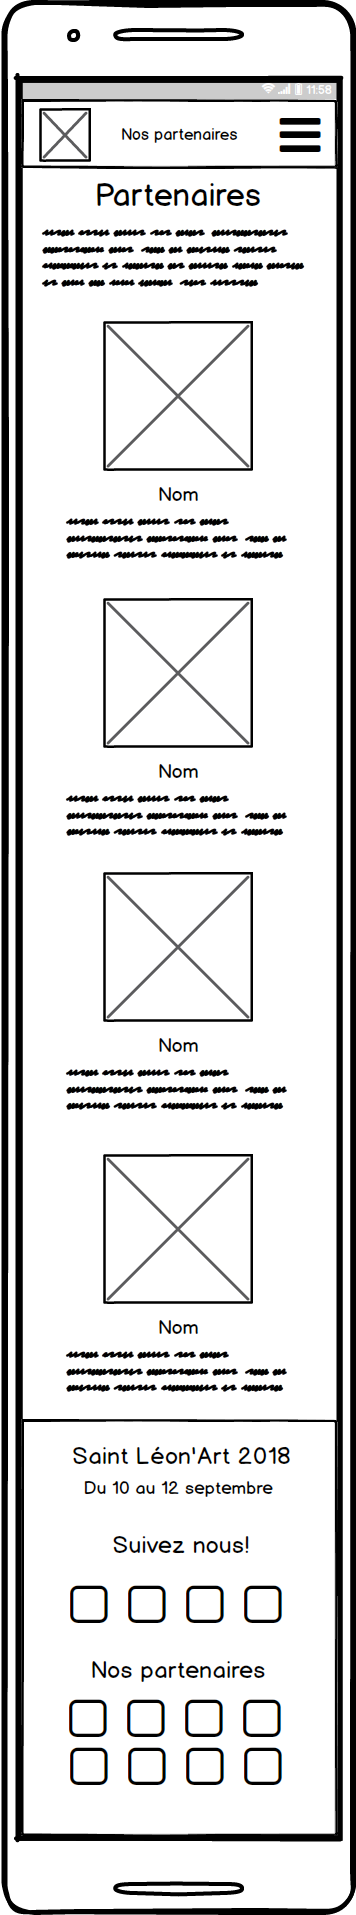 11:58
Nos partenaires
Partenaires
Nom
Nom
Nom
Nom
Saint Léon'Art 2018
Du 10 au 12 septembre
Suivez nous!
Nos partenaires